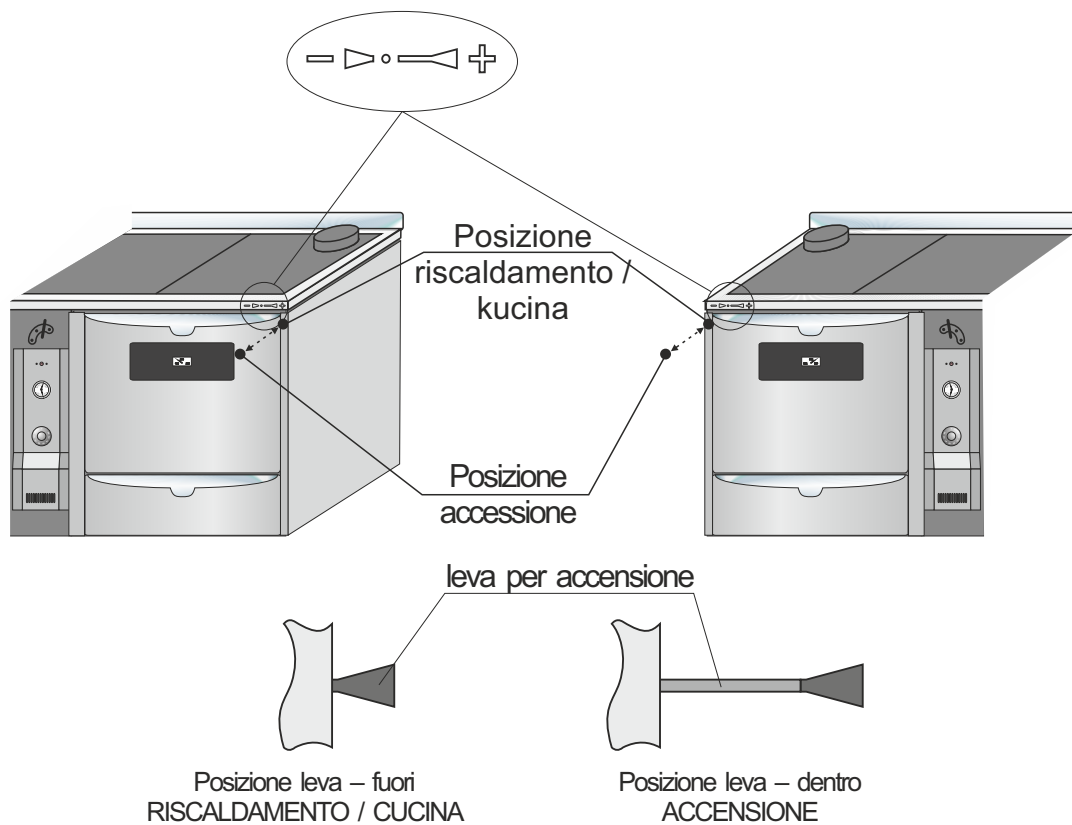 Posizione
riscaldamento /
kucina
Posizione
accessione
leva per accensione
Posizione leva – fuori
RISCALDAMENTO / CUCINA
Posizione leva – dentro
ACCENSIONE